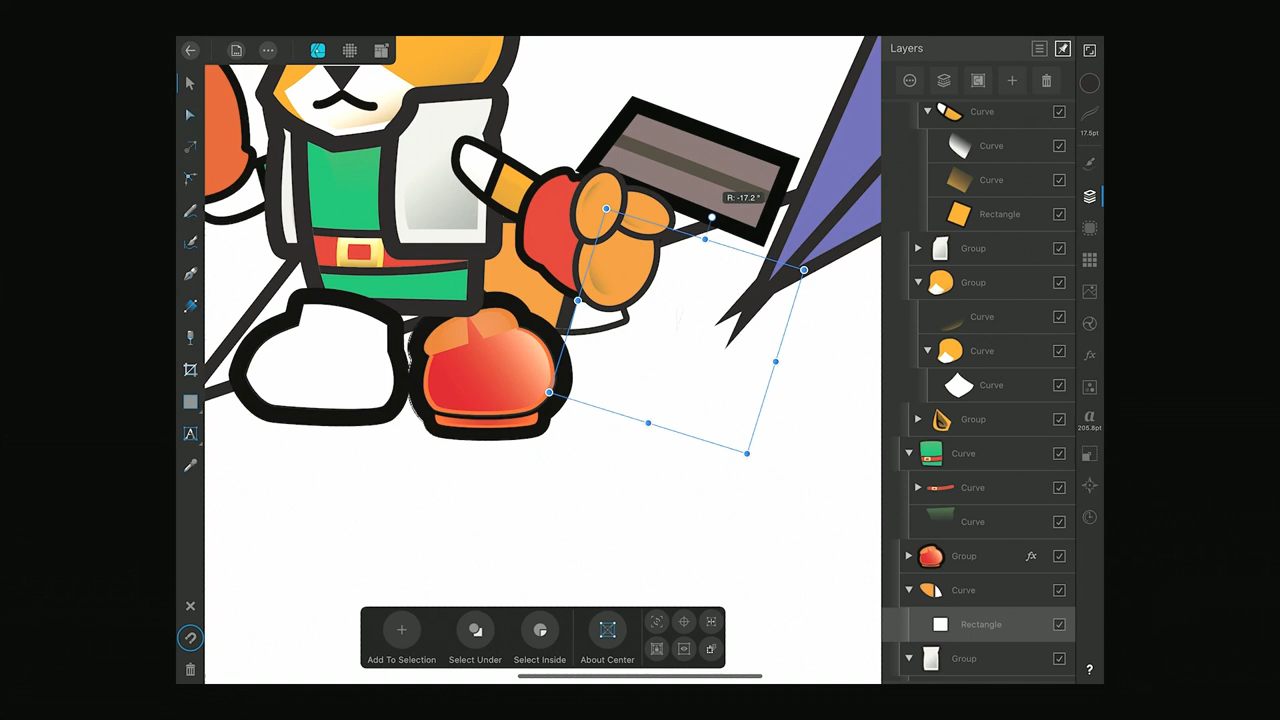 Layers
17.5pt
Curve
Curve
R: -17.2 °
Curve
Rectangle
Group
Group
Curve
Curve
Curve
fx
a
205.8pt
Group
Curve
Curve
Curve
Group
fx
Curve
Rectangle
Add To Selection
Select Under
Select Inside
About Center
Group
?